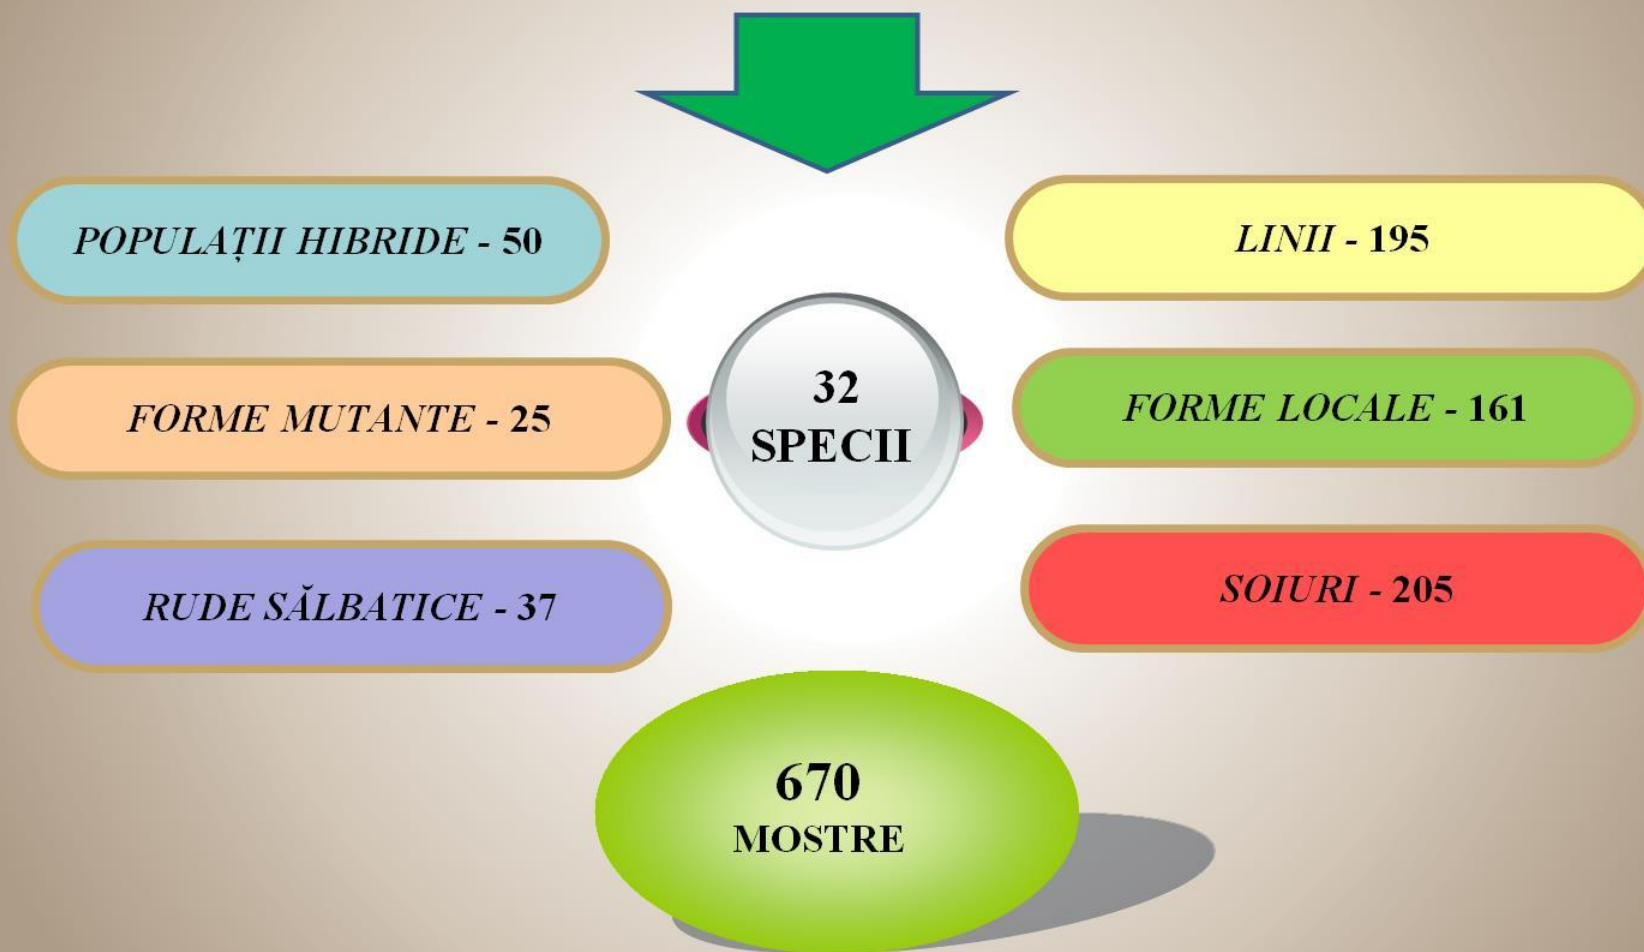 POPULAȚII HIBRIDE - 50
LINII - 195
FORME MUTANTE - 25
32
SPECII
FORME LOCALE - 161
RUDE SĂLBATICE - 37
SOIURI - 205
670
MOSTRE